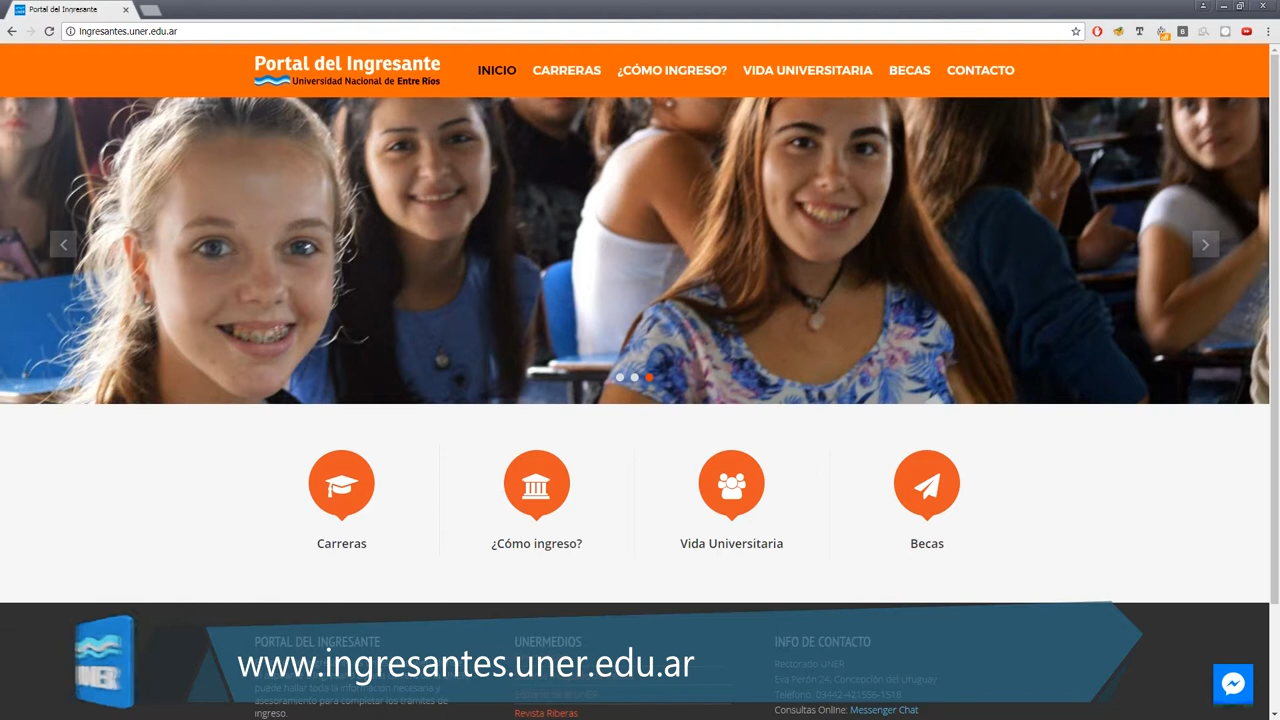 Portal del Ingresante
ingresantes.uner.edu.ar
Portal del Ingresante
Universidad Nacional de Entre Ríos
INICIO CARRERAS ¿CÓMO INGRESO? VIDA UNIVERSITARIA BECAS CONTACTO
Carreras ¿Cómo ingreso? Vida Universitaria Becas
PORTAL DEL INGRESANTE
puede hallar toda la información necesaria y
asesoramiento para completar los trámites de
ingreso.
UNERMEDIOS
Revista Riberas
INFO DE CONTACTO
Rectorado UNER
Eva Perón 24, Concepción del Uruguay
Teléfono: 03442-421556-1518
Consultas Online: Messenger Chat
www.ingresantes.uner.edu.ar